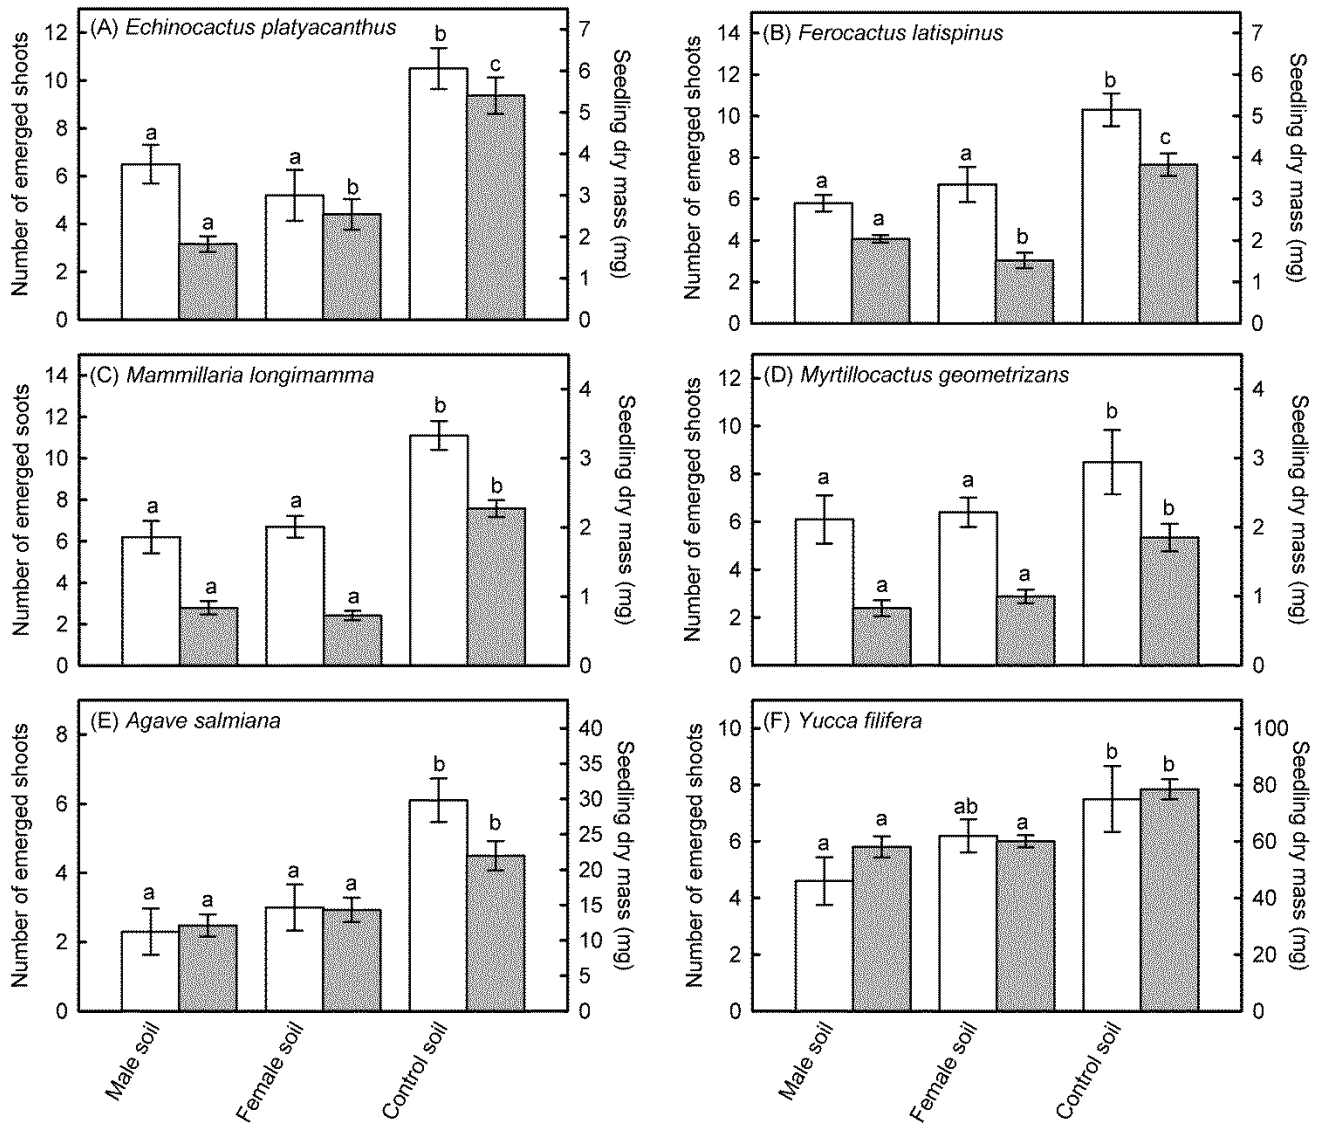 (A) Echinocactus platyacanthus
Number of emerged shoots
12
10
8
6
4
2
0
a
a
a
b
b
c
7
6
5
4
3
2
1
0
Seedling dry mass (mg)
(B) Ferocactus latispinus
Number of emerged shoots
14
12
10
8
6
4
2
0
a
a
a
b
b
c
7
6
5
4
3
2
1
0
Seedling dry mass (mg)
(C) Mammillaria longimamma
Number of emerged soots
14
12
10
8
6
4
2
0
a
a
a
a
b
b
4
3
2
1
0
Seedling dry mass (mg)
(D) Myrtillocactus geometrizans
Number of emerged shoots
12
10
8
6
4
2
0
a
a
a
a
b
b
4
3
2
1
0
Seedling dry mass (mg)
(E) Agave salmiana
Number of emerged shoots
8
6
4
2
0
a
a
a
a
b
b
40
35
30
25
20
15
10
5
0
Seedling dry mass (mg)
Male soil
Female soil
Control soil
(F) Yucca filifera
Number of emerged shoots
10
8
6
4
2
0
a
a
ab
a
b
b
100
80
60
40
20
0
Seedling dry mass (mg)
Male soil
Female soil
Control soil